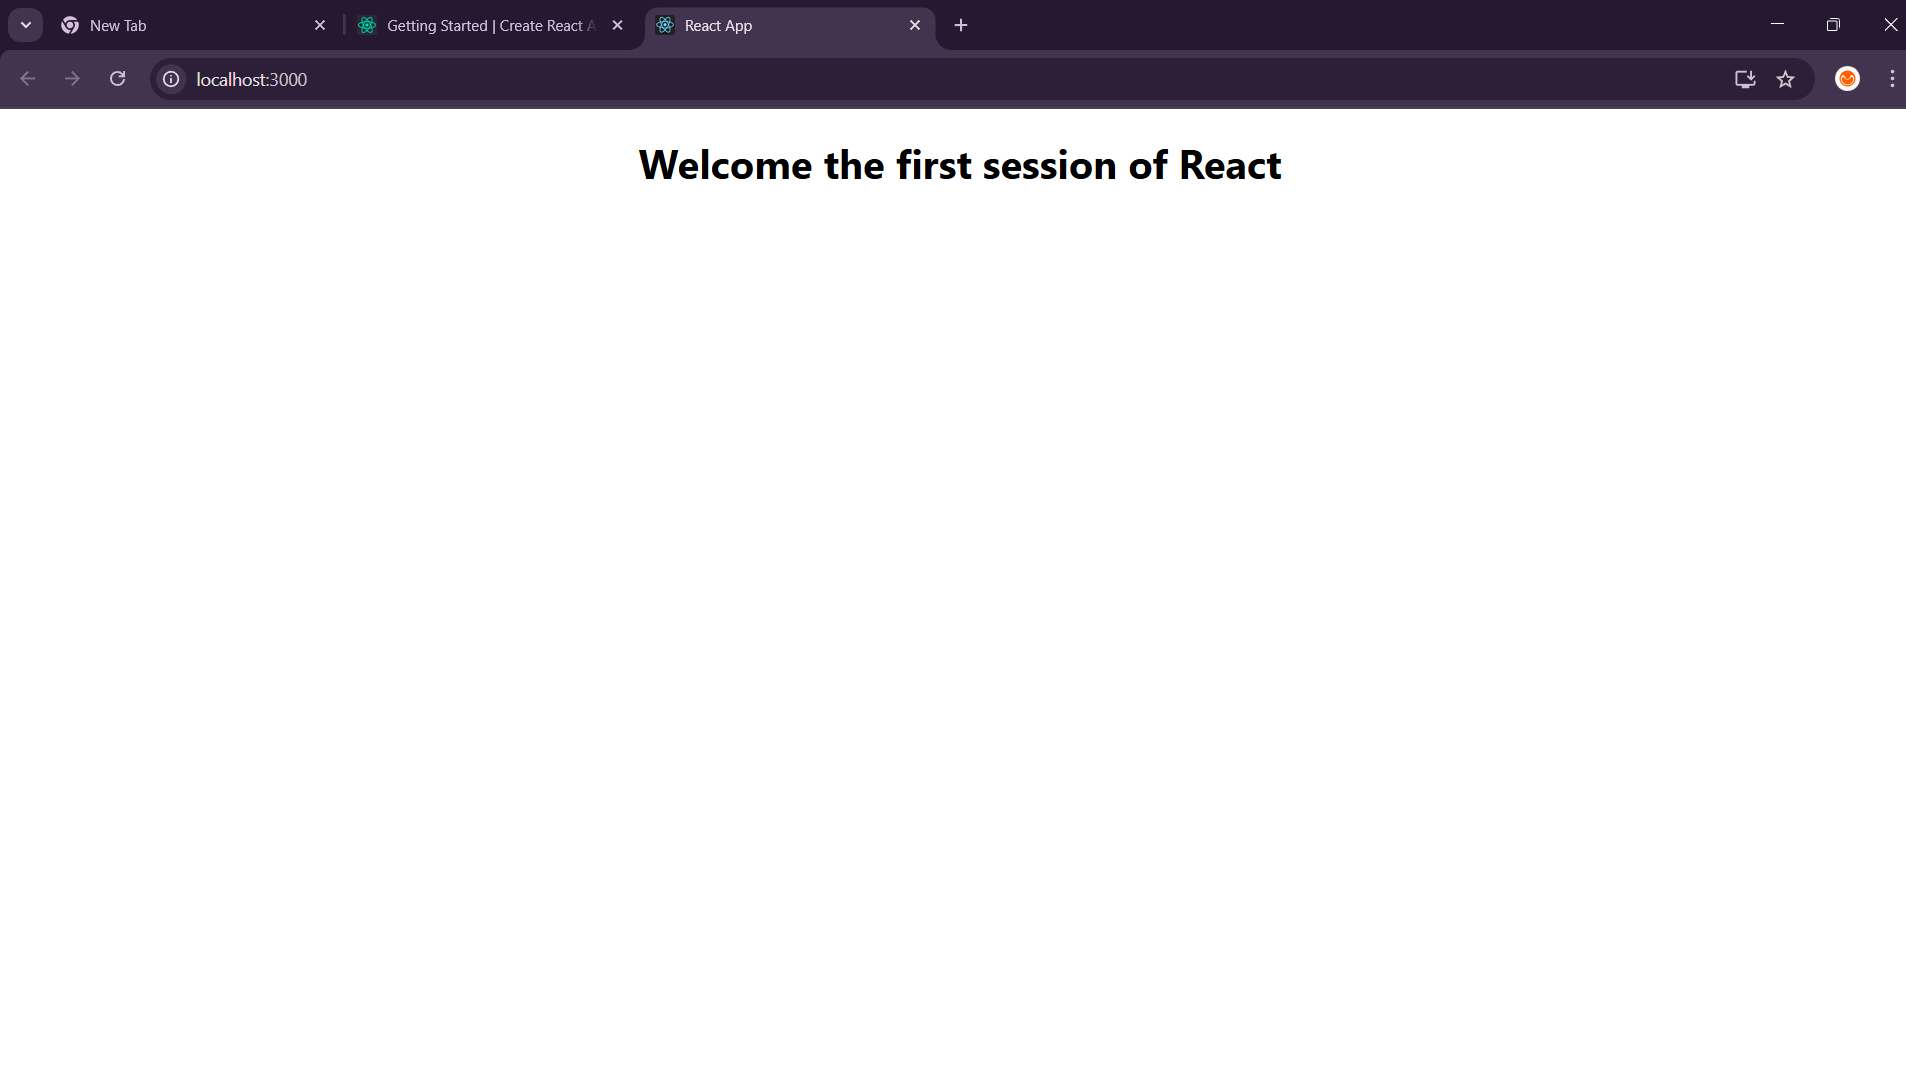 New Tab
Getting Started | Create React A
React App
localhost:3000
Welcome the first session of React